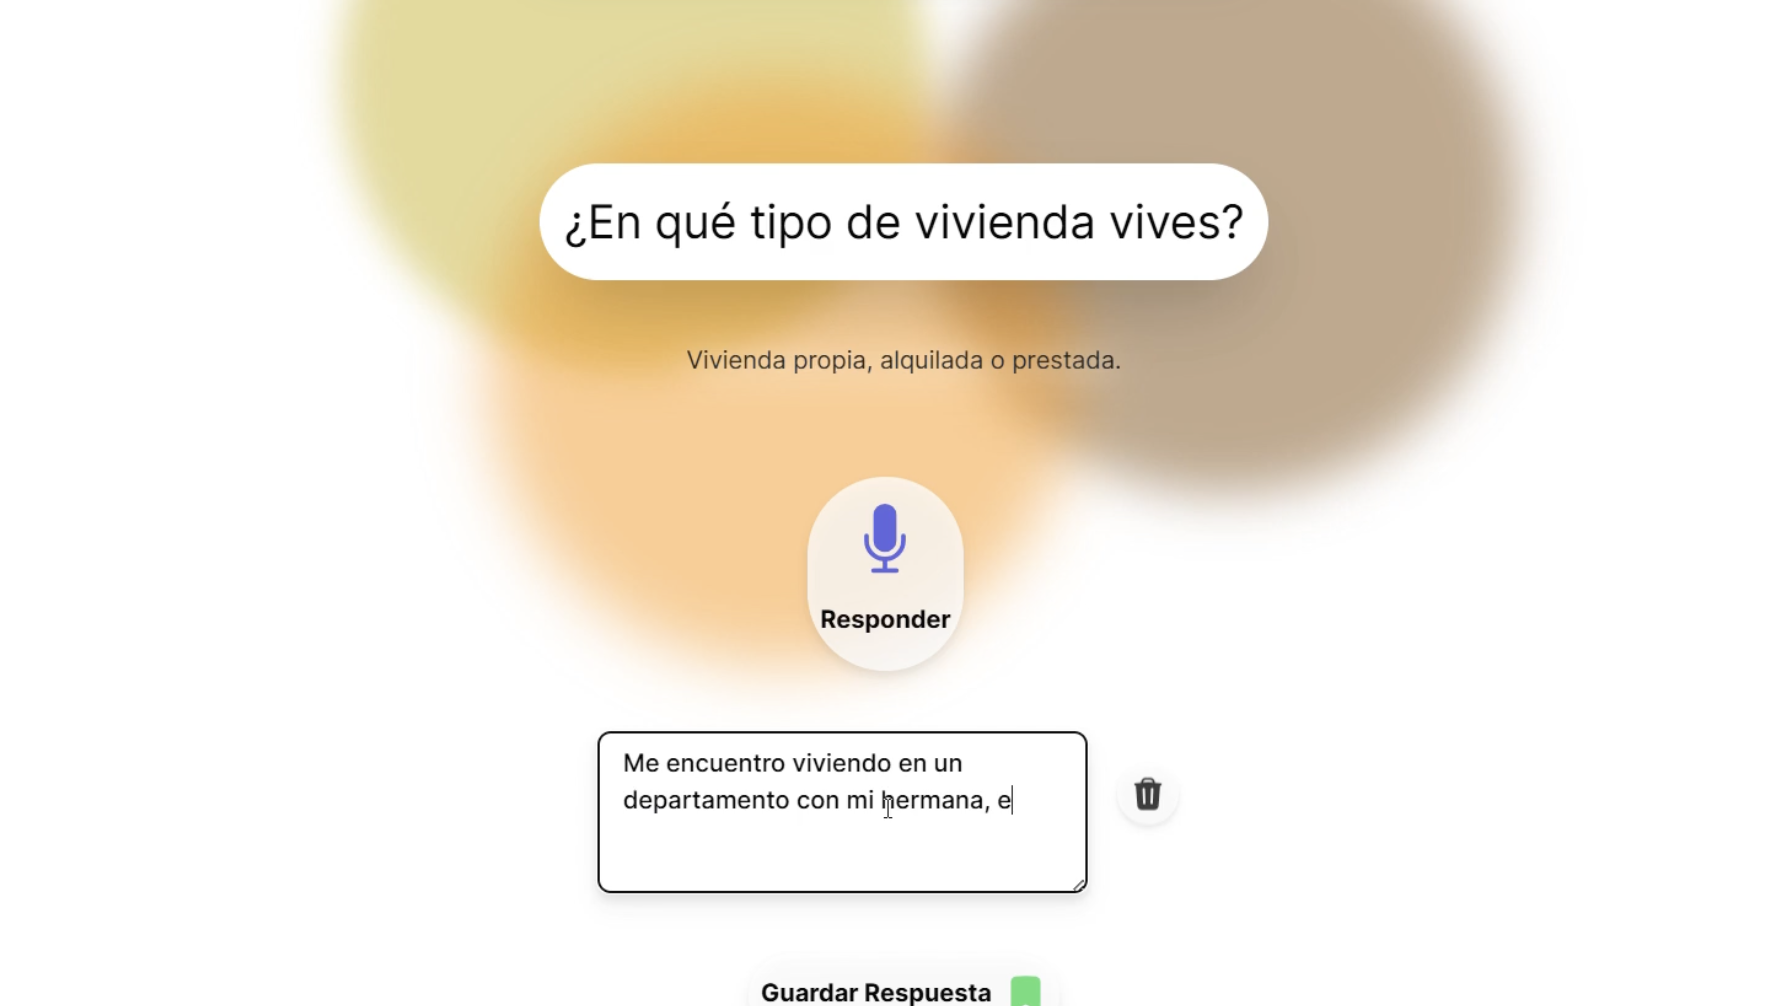 ¿En qué tipo de vivienda vives?
Vivienda propia, alquilada o prestada.
Responder
Me encuentro viviendo en un
departamento con mi hermana, e
Guardar Respuesta